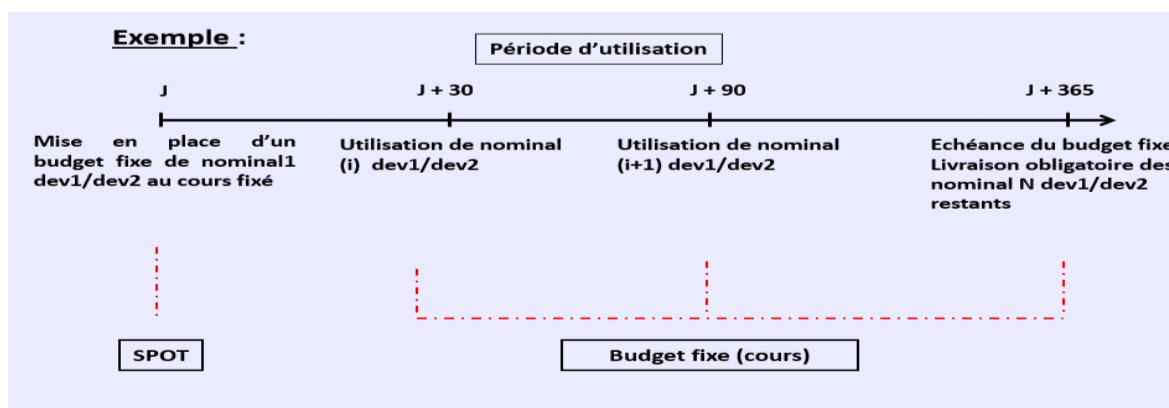 Exemple :
Période d'utilisation
J
J + 30
J + 90
J + 365
Mise en place d'un
budget fixe de nominal1
dev1/dev2 au cours fixé
Utilisation de nominal
(i) dev1/dev2
Utilisation de nominal
(i+1) dev1/dev2
Echéance du budget fixe
Livraison obligatoire des
nominal N dev1/dev2
restants
SPOT
Budget fixe (cours)